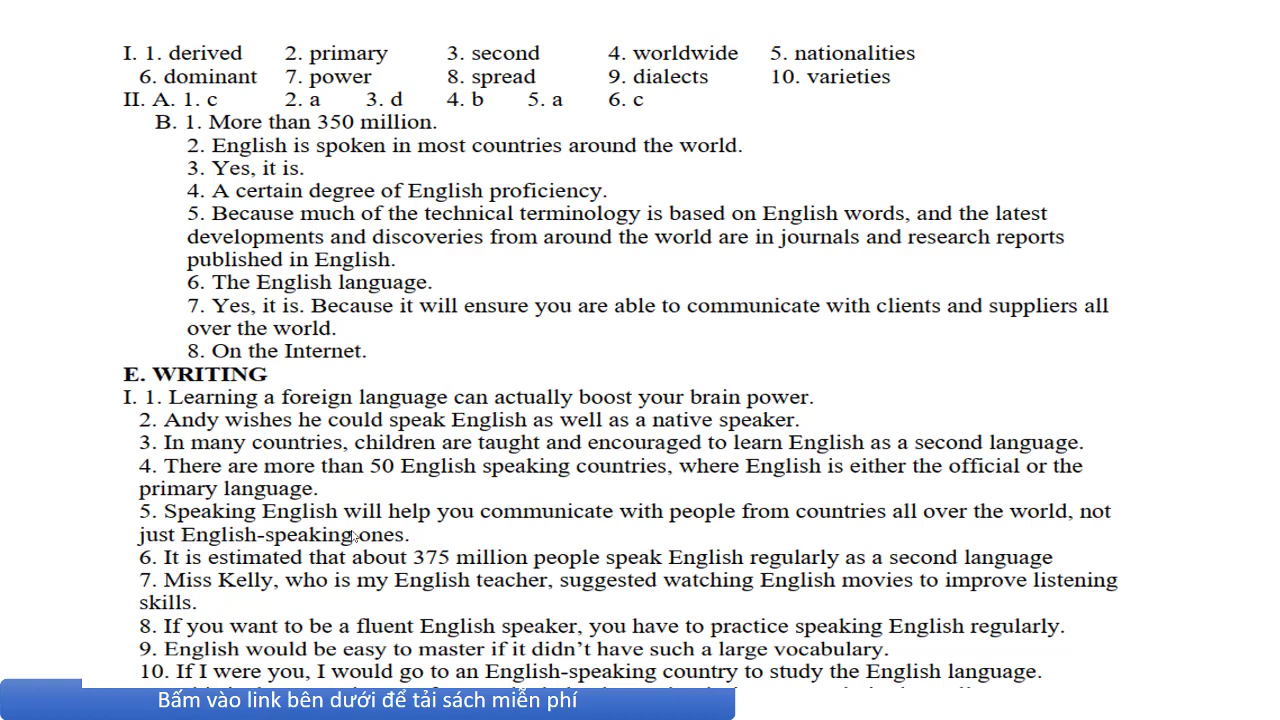 I. 1. derived 2. primary 3. second 4. worldwide 5. nationalities
6. dominant 7. power 8. spread 9. dialects 10. varieties
II. A. 1. c 2. a 3. d 4. b 5. a 6. c
B. 1. More than 350 million.
2. English is spoken in most countries around the world.
3. Yes, it is.
4. A certain degree of English proficiency.
5. Because much of the technical terminology is based on English words, and the latest
developments and discoveries from around the world are in journals and research reports
published in English.
6. The English language.
7. Yes, it is. Because it will ensure you are able to communicate with clients and suppliers all
over the world.
8. On the Internet.
E. WRITING
I. 1. Learning a foreign language can actually boost your brain power.
2. Andy wishes he could speak English as well as a native speaker.
3. In many countries, children are taught and encouraged to learn English as a second language.
4. There are more than 50 English speaking countries, where English is either the official or the
primary language.
5. Speaking English will help you communicate with people from countries all over the world, not
just English-speaking ones.
6. It is estimated that about 375 million people speak English regularly as a second language
7. Miss Kelly, who is my English teacher, suggested watching English movies to improve listening
skills.
8. If you want to be a fluent English speaker, you have to practice speaking English regularly.
9. English would be easy to master if it didn’t have such a large vocabulary.
10. If I were you, I would go to an English-speaking country to study the English language.
Bấm vào link bên dưới để tải sách miễn phí